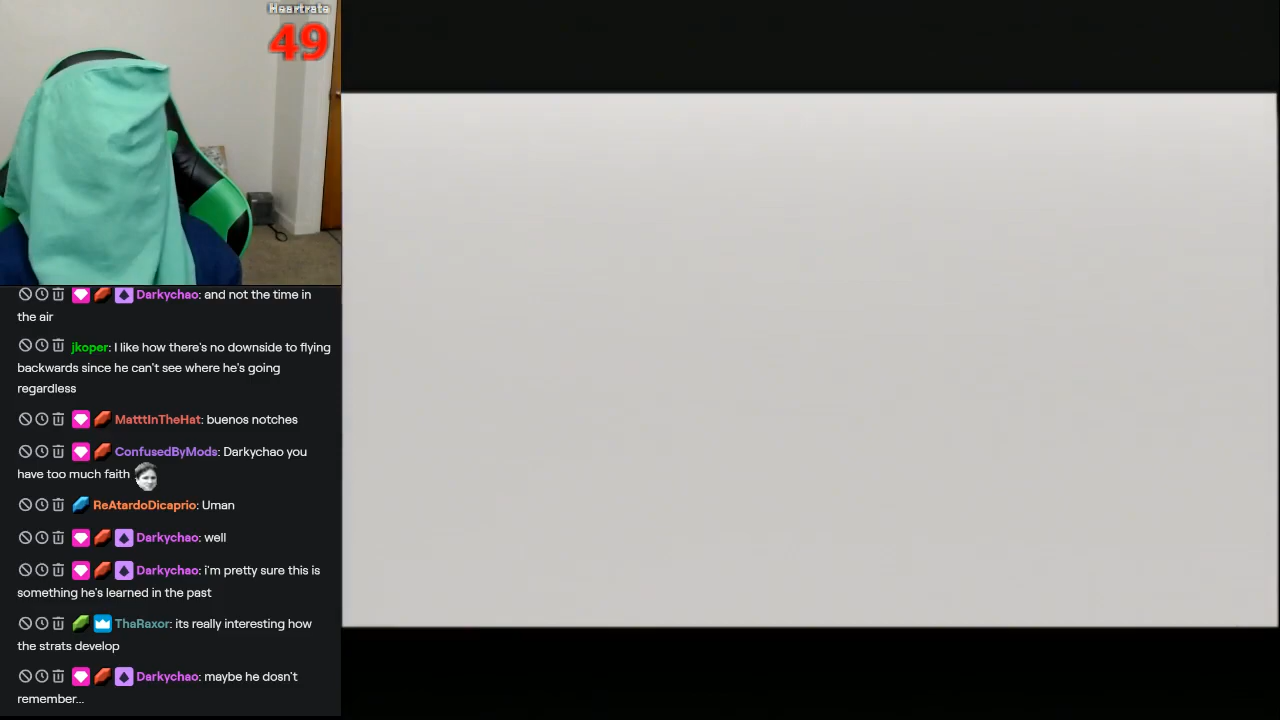 Heartrate
49
Darkychao: and not the time in
the air
jkoper: I like how there's no downside to flying
backwards since he can't see where he's going
regardless
MatttInTheHat: buenos notches
ConfusedByMods: Darkychao you
have too much faith
ReAtardoDicaprio: Uman
Darkychao: well
Darkychao: i'm pretty sure this is
something he's learned in the past
ThaRaxor: its really interesting how
the strats develop
Darkychao: maybe he dosn't
remember...